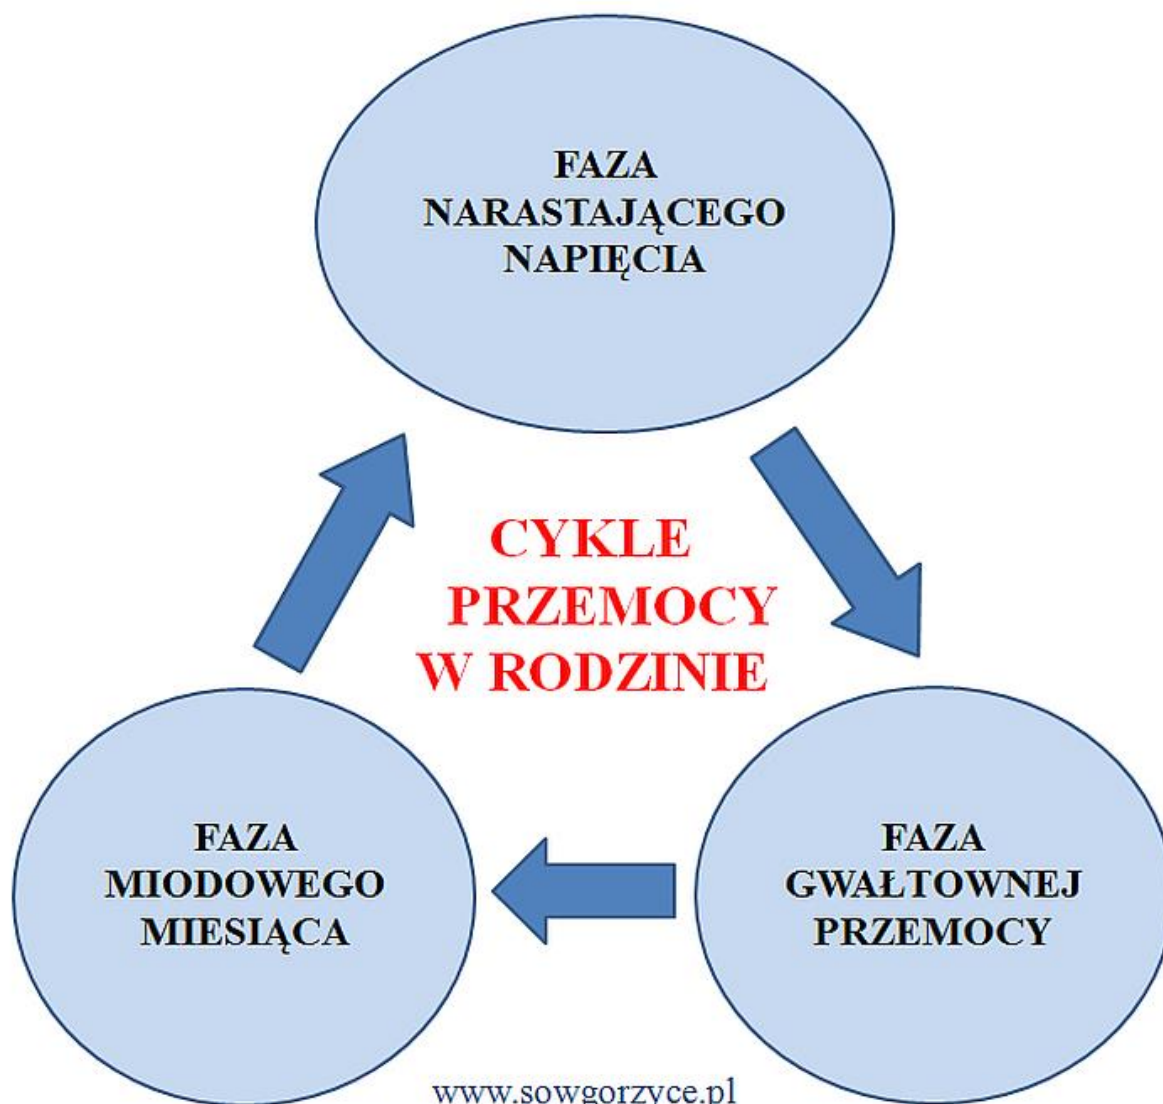 FAZA
NARASTAJĄCEGO
NAPIĘCIA
CYKLE
PRZEMOCY
W RODZINIE
FAZA
MIODOWEGO
MIESIĄCA
FAZA
GWAŁTOWNEJ
PRZEMOCY
www.sowgorzyce.pl